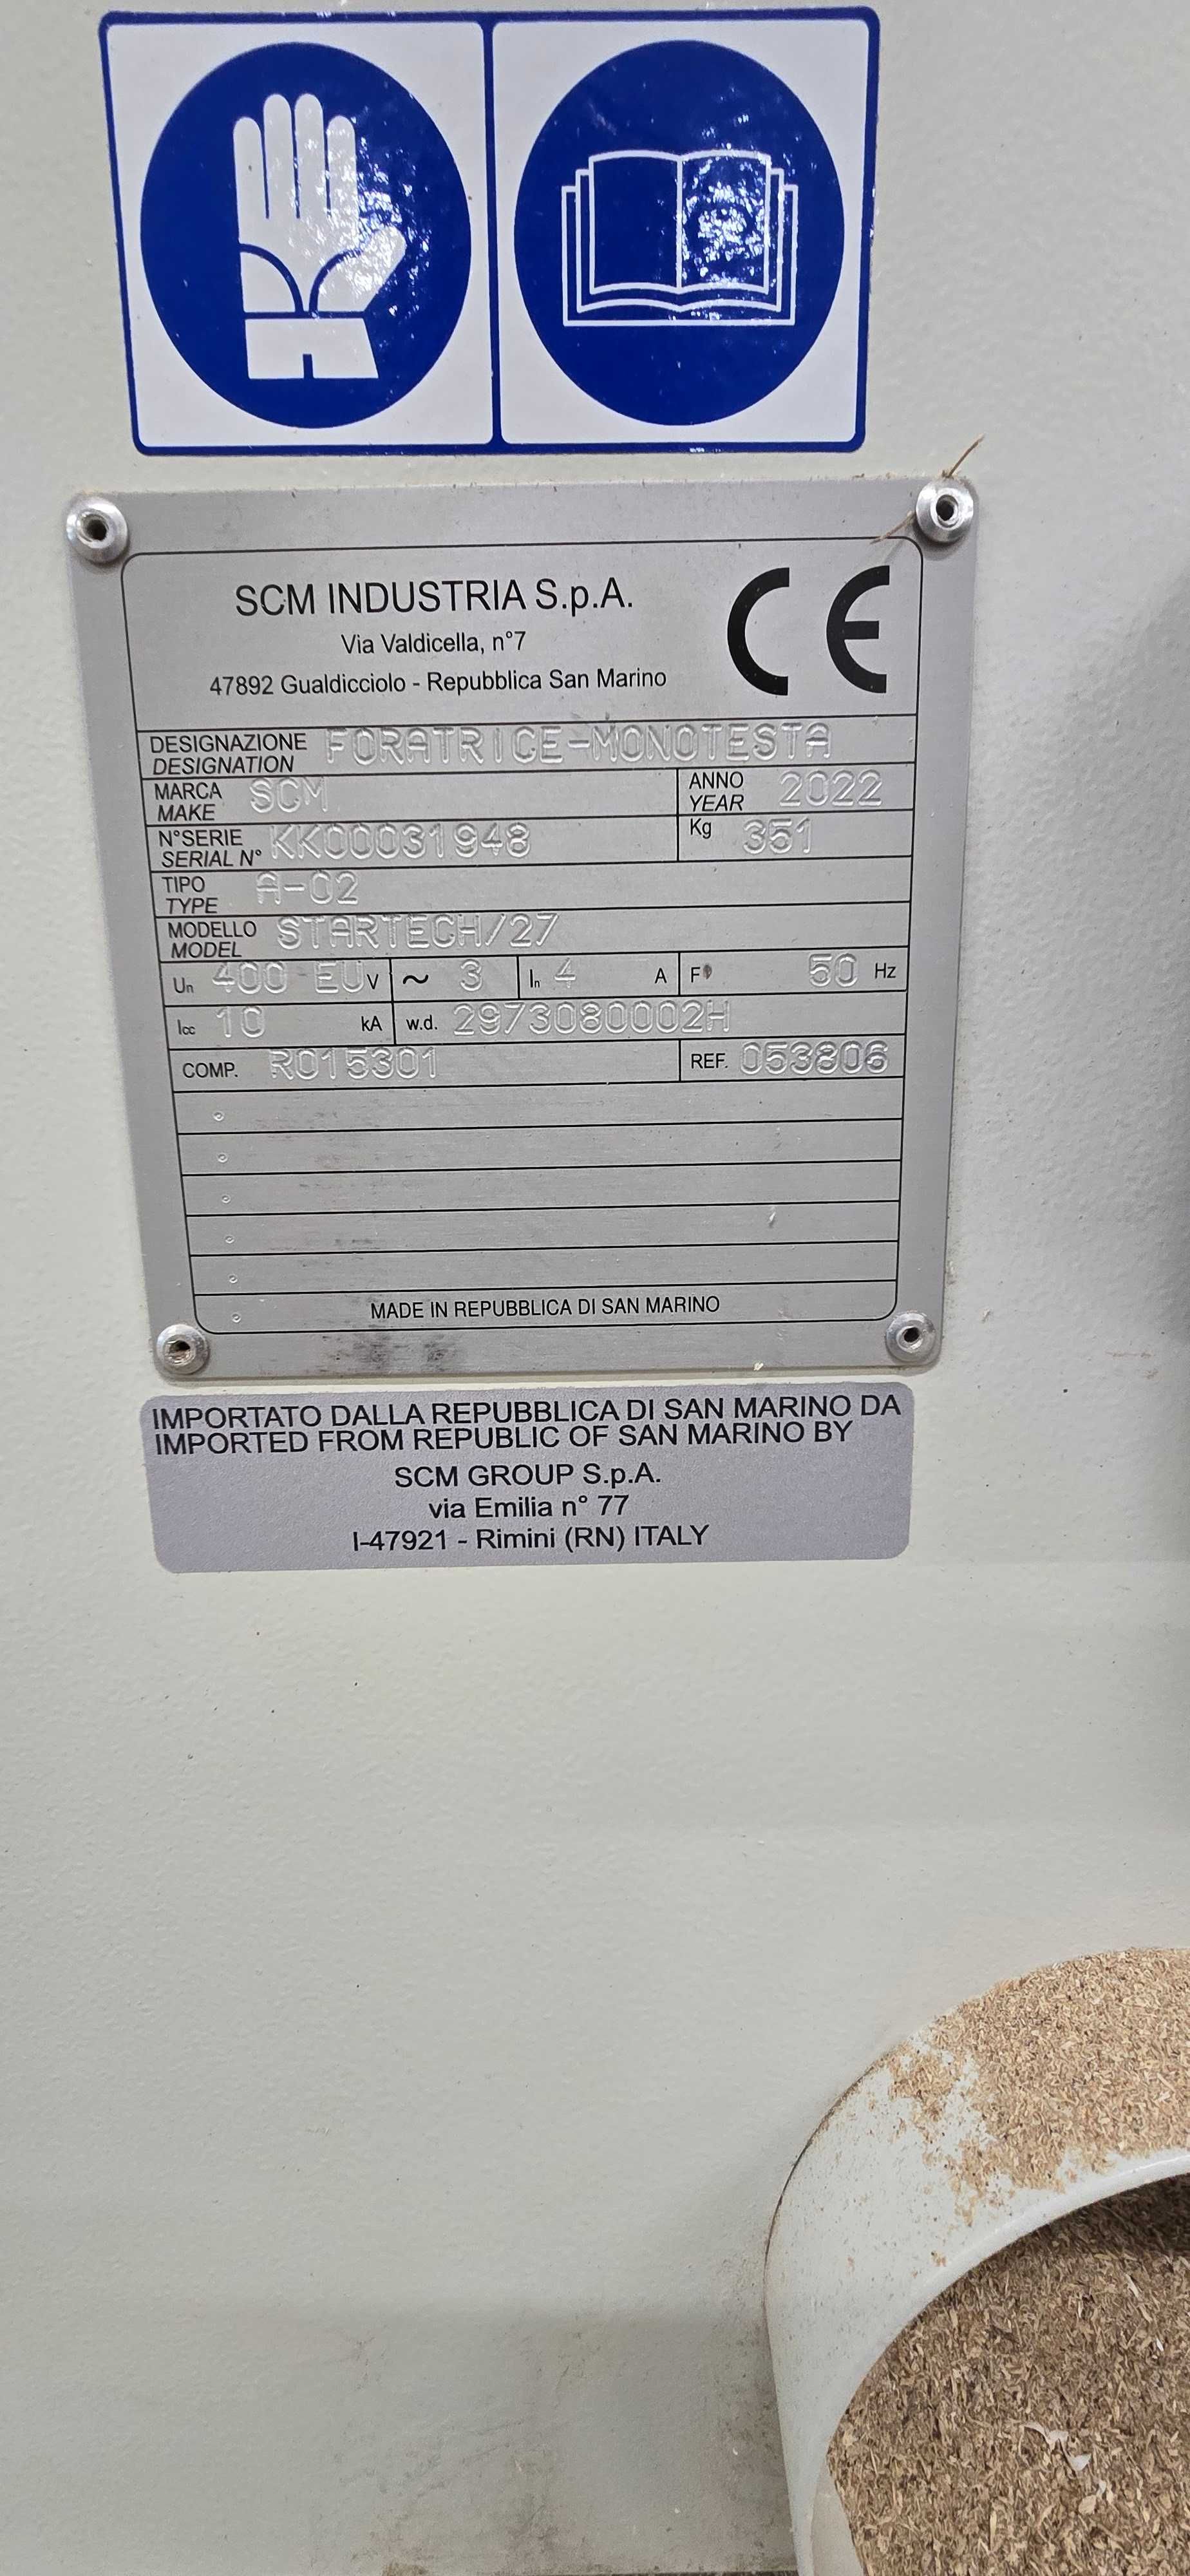 SCM INDUSTRIA S.p.A.
Via Valdicella, n°7
47892 Gualdicciolo - Repubblica San Marino
CE
DESIGNAZIONE FORATRICE-MONOTESTA
DESIGNATION
MARCA SCM ANNO 2022
MAKE YEAR
N°SERIE KK00031948 Kg 351
SERIAL N°
TIPO A-02
TYPE
MODELLO STARTECH/27
MODEL
Un 400 EU V ~ 3 In 4 A F 50 Hz
Icc 10 kA w.d. 2973080002H
COMP. R015301 REF. 053806
MADE IN REPUBBLICA DI SAN MARINO
IMPORTATO DALLA REPUBBLICA DI SAN MARINO DA
IMPORTED FROM REPUBLIC OF SAN MARINO BY
SCM GROUP S.p.A.
via Emilia n° 77
I-47921 - Rimini (RN) ITALY